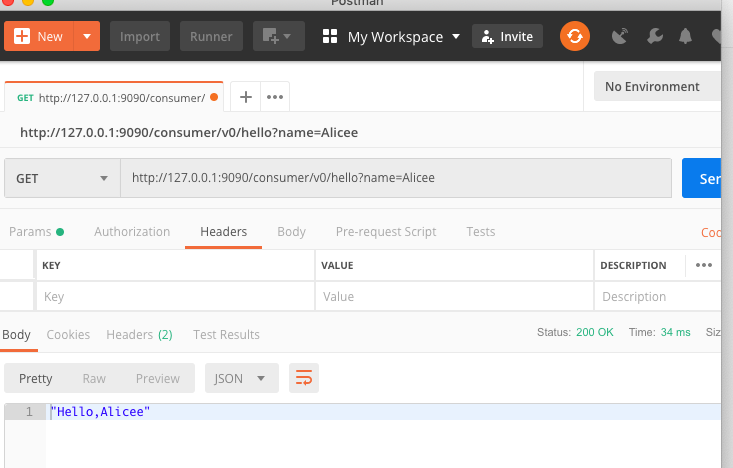 Postman
New Import Runner My Workspace Invite
GET http://127.0.0.1:9090/consumer/ No Environment
http://127.0.0.1:9090/consumer/v0/hello?name=Alicee
GET http://127.0.0.1:9090/consumer/v0/hello?name=Alicee Ser
Params Authorization Headers Body Pre-request Script Tests Coo
KEY VALUE DESCRIPTION
Key Value Description
Body Cookies Headers (2) Test Results Status: 200 OK Time: 34 ms Siz
Pretty Raw Preview JSON
1 "Hello,Alicee"